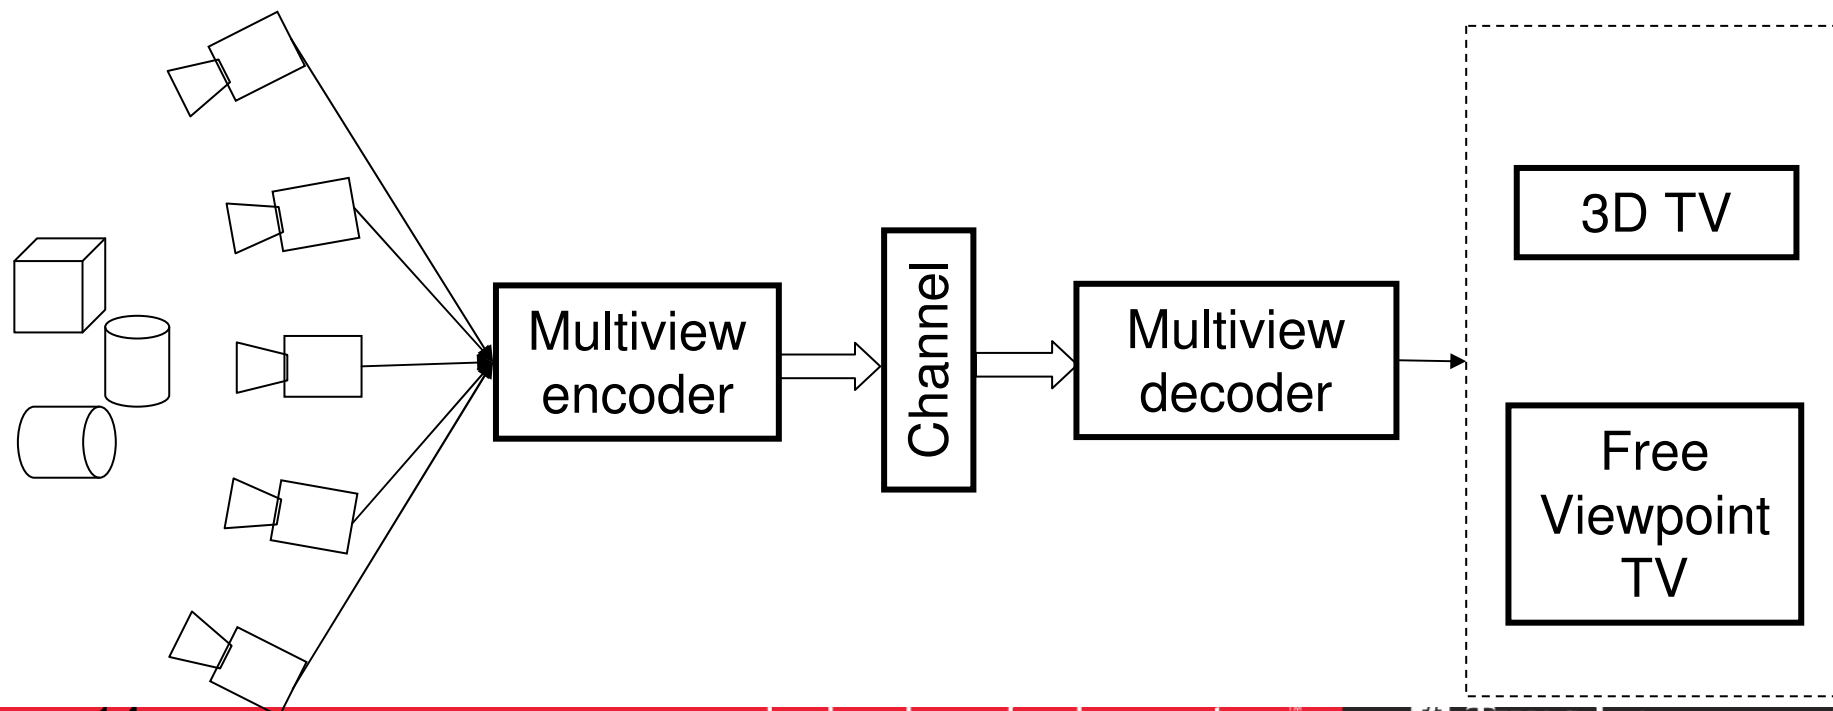 Multiview
encoder
Channel
Multiview
decoder
3D TV
Free
Viewpoint
TV